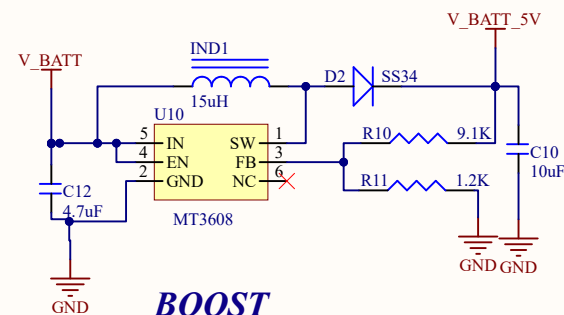 V_BATT_5V
IND1
V_BATT
D2 SS34
15uH
U10
5 IN SW 1
4 EN FB 3
2 GND NC 6
R10 9.1K
R11 1.2K
C10
10uF
C12
4.7uF
MT3608
GND GND
GND
BOOST